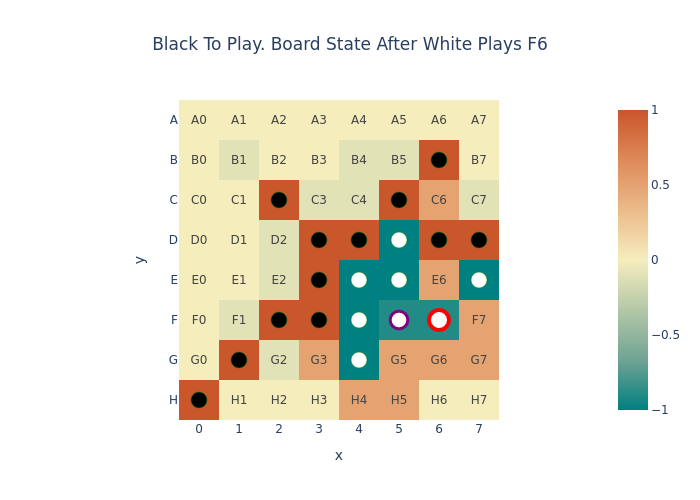 Black To Play. Board State After White Plays F6
A A0 A1 A2 A3 A4 A5 A6 A7
B B0 B1 B2 B3 B4 B5 B7
C C0 C1 C3 C4 C6 C7
D D0 D1 D2
E E0 E1 E2 E6
F F0 F1 F7
G G0 G2 G3 G5 G6 G7
H H1 H2 H3 H4 H5 H6 H7
0 1 2 3 4 5 6 7
x
y
1
0.5
0
−0.5
−1